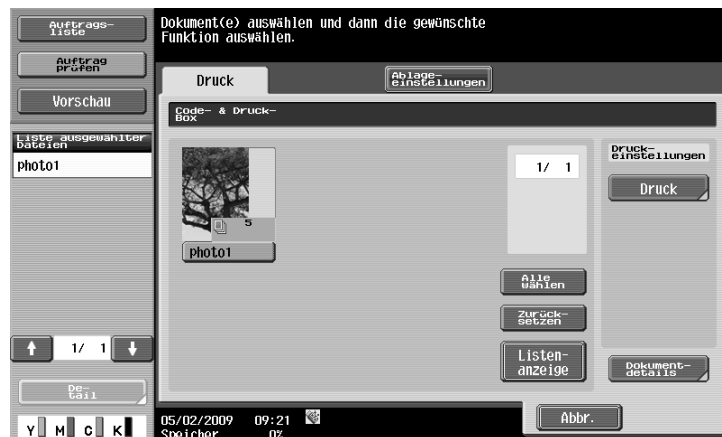 Auftrags-
liste
Auftrag
prüfen
Vorschau
Liste ausgewählter
Dateien
photo1
1/ 1
De-
tail
Y M C K
Dokument(e) auswählen und dann die gewünschte
Funktion auswählen.
Druck
Ablage-
einstellungen
Code- & Druck-
Box
5
photo1
1/ 1
Alle
wählen
Zurück-
setzen
Listen-
anzeige
Druck-
einstellungen
Druck
Dokument-
details
05/02/2009 09:21
Speicher 0%
Abbr.